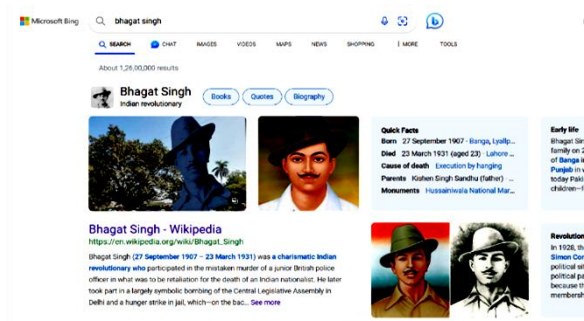 Microsoft Bing
bhagat singh
SEARCH CHAT IMAGES VIDEOS MAPS NEWS SHOPPING MORE TOOLS
About 1,26,00,000 results
Bhagat Singh
Indian revolutionary
Books Quotes Biography
Quick Facts
Born 27 September 1907 · Banga, Lyallp...
Died 23 March 1931 (aged 23) · Lahore ...
Cause of death Execution by hanging
Parents Kishen Singh Sandhu (father) · ...
Monuments Hussainiwala National Mar...
Early life
Bhagat Sin
family on 2
of Banga i
Punjab in w
today Paki
children—f
Bhagat Singh - Wikipedia
https://en.wikipedia.org/wiki/Bhagat_Singh
Bhagat Singh (27 September 1907 – 23 March 1931) was a charismatic Indian
revolutionary who participated in the mistaken murder of a junior British police
officer in what was to be retaliation for the death of an Indian nationalist. He later
took part in a largely symbolic bombing of the Central Legislative Assembly in
Delhi and a hunger strike in jail, which—on the bac... See more
Revolution
In 1928, th
Simon Com
political si
political pa
because th
membersh